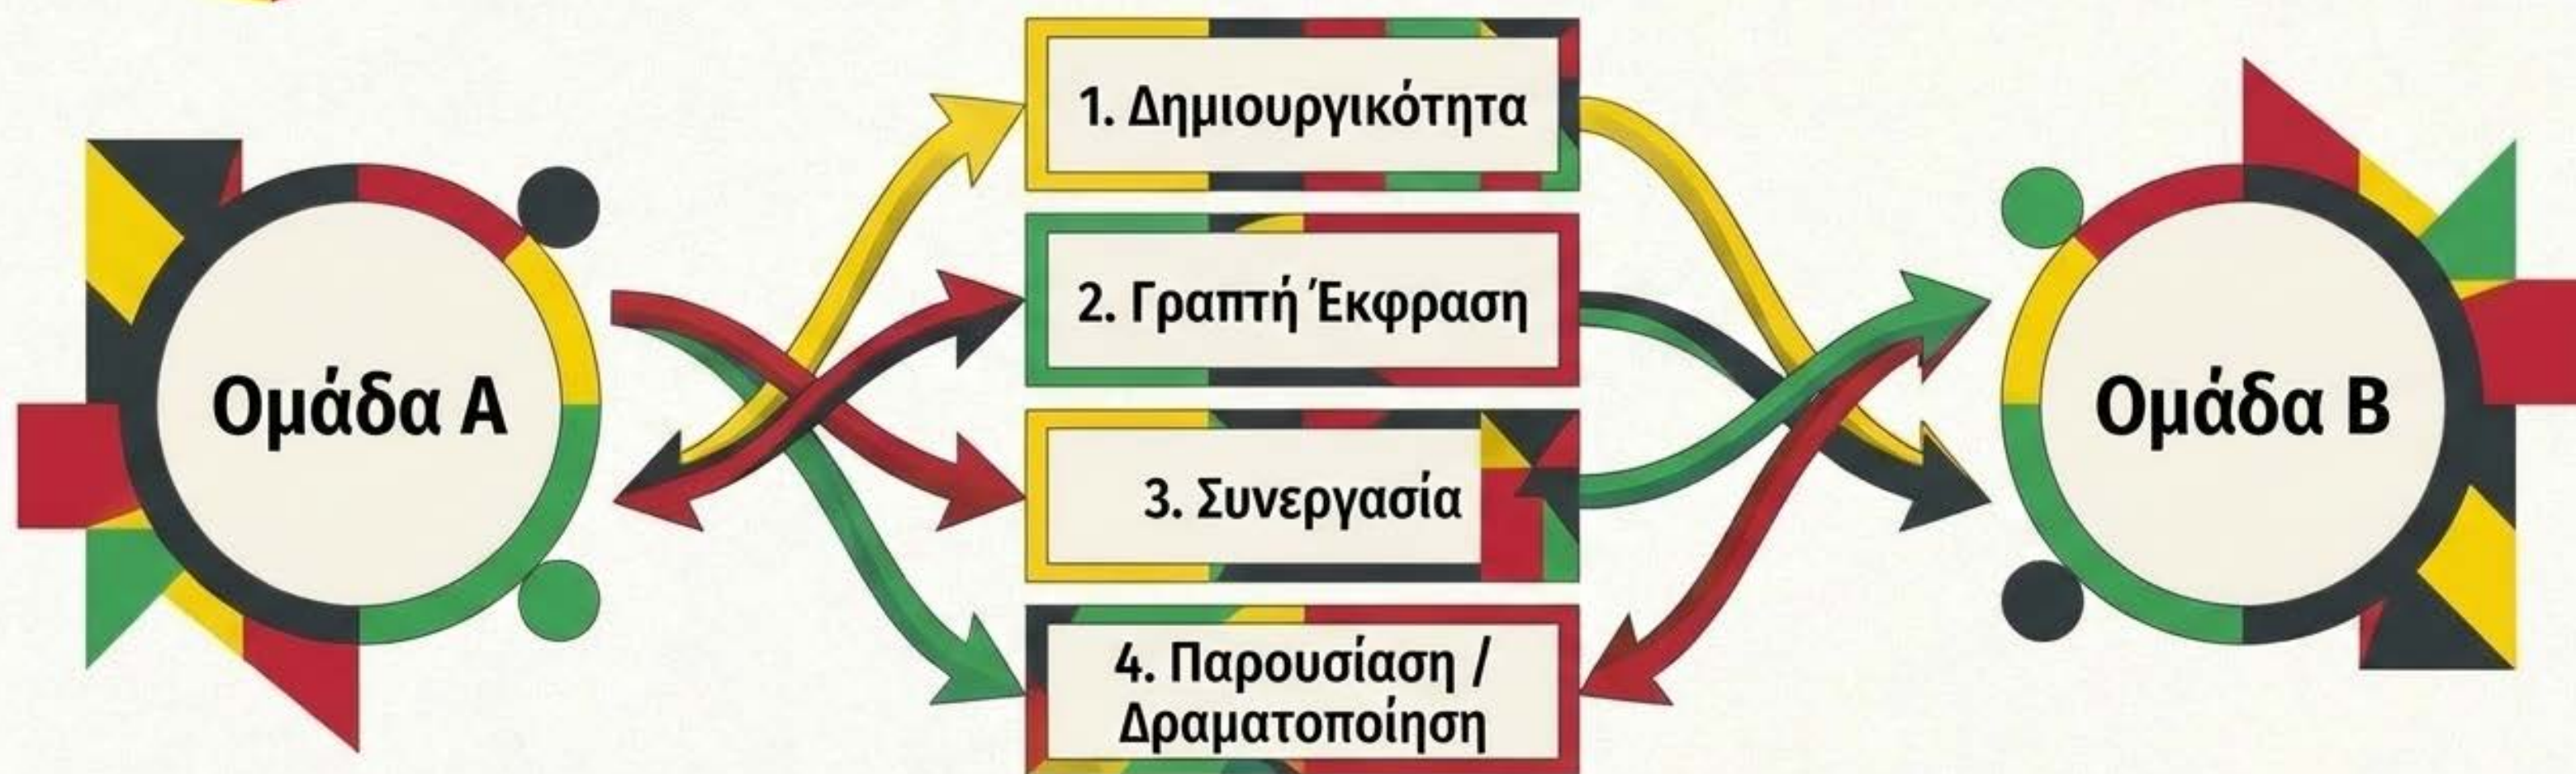 1. Δημιουργικότητα
2. Γραπτή Έκφραση
Ομάδα Α
Ομάδα Β
3. Συνεργασία
4. Παρουσίαση /
Δραματοποίηση